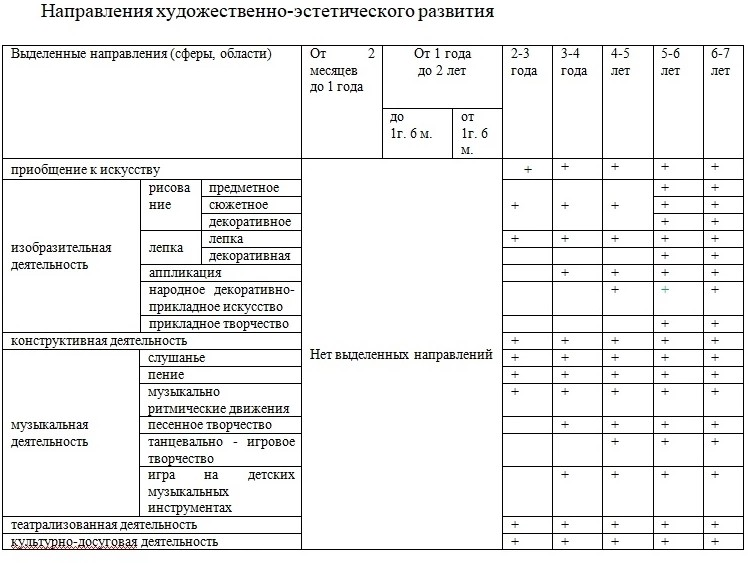 Направления художественно-эстетического развития
Выделенные направления (сферы, области)
От 2
месяцев
до 1 года
От 1 года
до 2 лет
2-3
года
3-4
года
4-5
лет
5-6
лет
6-7
лет
до
1г. 6 м.
от
1г. 6
м.
приобщение к искусству + + + + +
изобразительная
деятельность
рисова
ние
предметное + +
сюжетное + + + + +
декоративное + +
лепка
лепка + + + + +
декоративная + +
аппликация + + + +
народное декоративно-
прикладное искусство + + +
прикладное творчество + +
конструктивная деятельность + + + + +
Нет выделенных направлений
музыкальная
деятельность
слушанье + + + + +
пение + + + + +
музыкально
ритмические движения + + + + +
песенное творчество + + + +
танцевально - игровое
творчество + + +
игра на детских
музыкальных
инструментах + + + +
театрализованная деятельность + + + + +
культурно-досуговая деятельность + + + + +